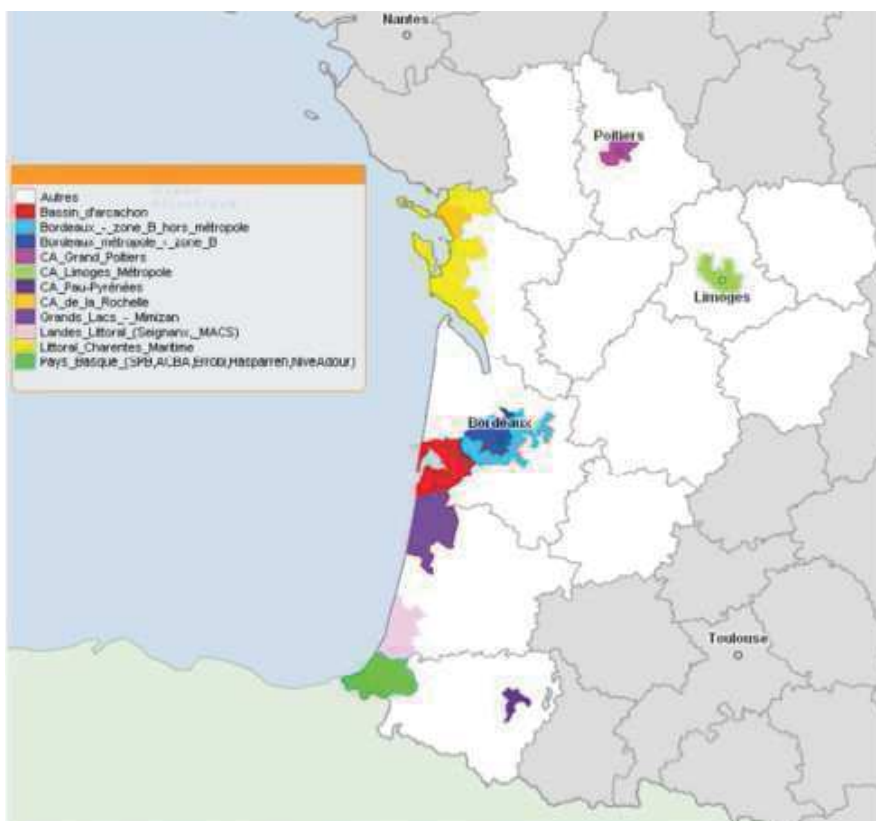 Nantes
Poitiers
Autres
Bassin_d'arcachon
Bordeaux_-_zone_B_hors_métropole
Bordeaux_métropole_-_zone_B
CA_Grand_Poitiers
CA_Limoges_Métropole
CA_Pau-Pyrénées
CA_de_la_Rochelle
Grands_Lacs_-_Mimizan
Landes_Littoral_(Seignanx,_MACS)
Littoral_Charentes_Maritime
Pays_Basque_(SPB,ACBA,Errobi,Hasparren,NiveAdour)
Limoges
Bordeaux
Toulouse